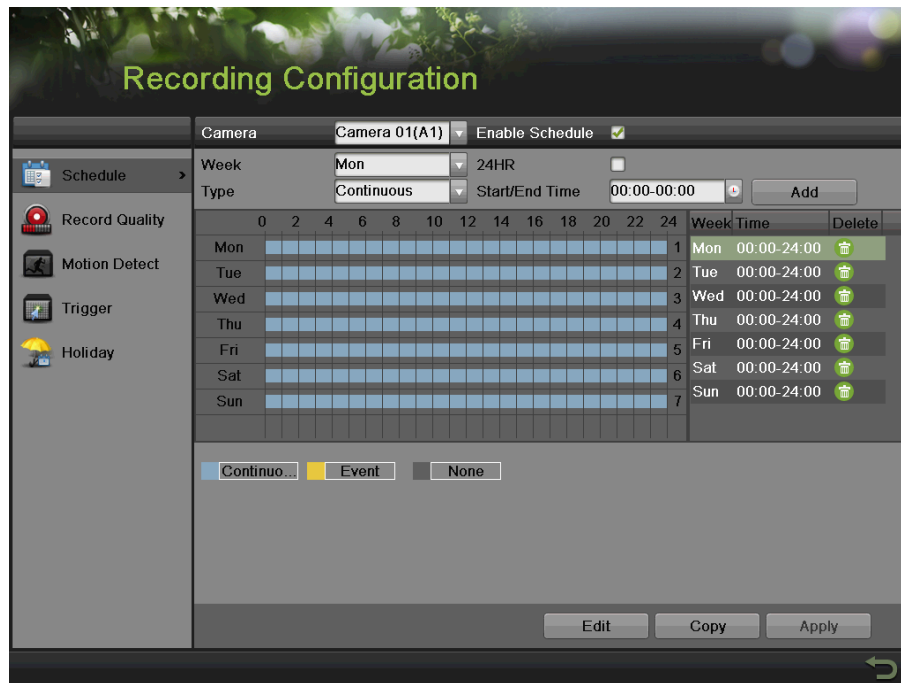 Recording Configuration
Camera Camera 01(A1) Enable Schedule
Schedule > Week Mon 24HR
Type Continuous Start/End Time 00:00-00:00 Add
Record Quality
Motion Detect
Trigger
Holiday
0 2 4 6 8 10 12 14 16 18 20 22 24 Week Time Delete
Mon 1 Mon 00:00-24:00
Tue 2 Tue 00:00-24:00
Wed 3 Wed 00:00-24:00
Thu 4 Thu 00:00-24:00
Fri 5 Fri 00:00-24:00
Sat 6 Sat 00:00-24:00
Sun 7 Sun 00:00-24:00
Continuo... Event None
Edit Copy Apply